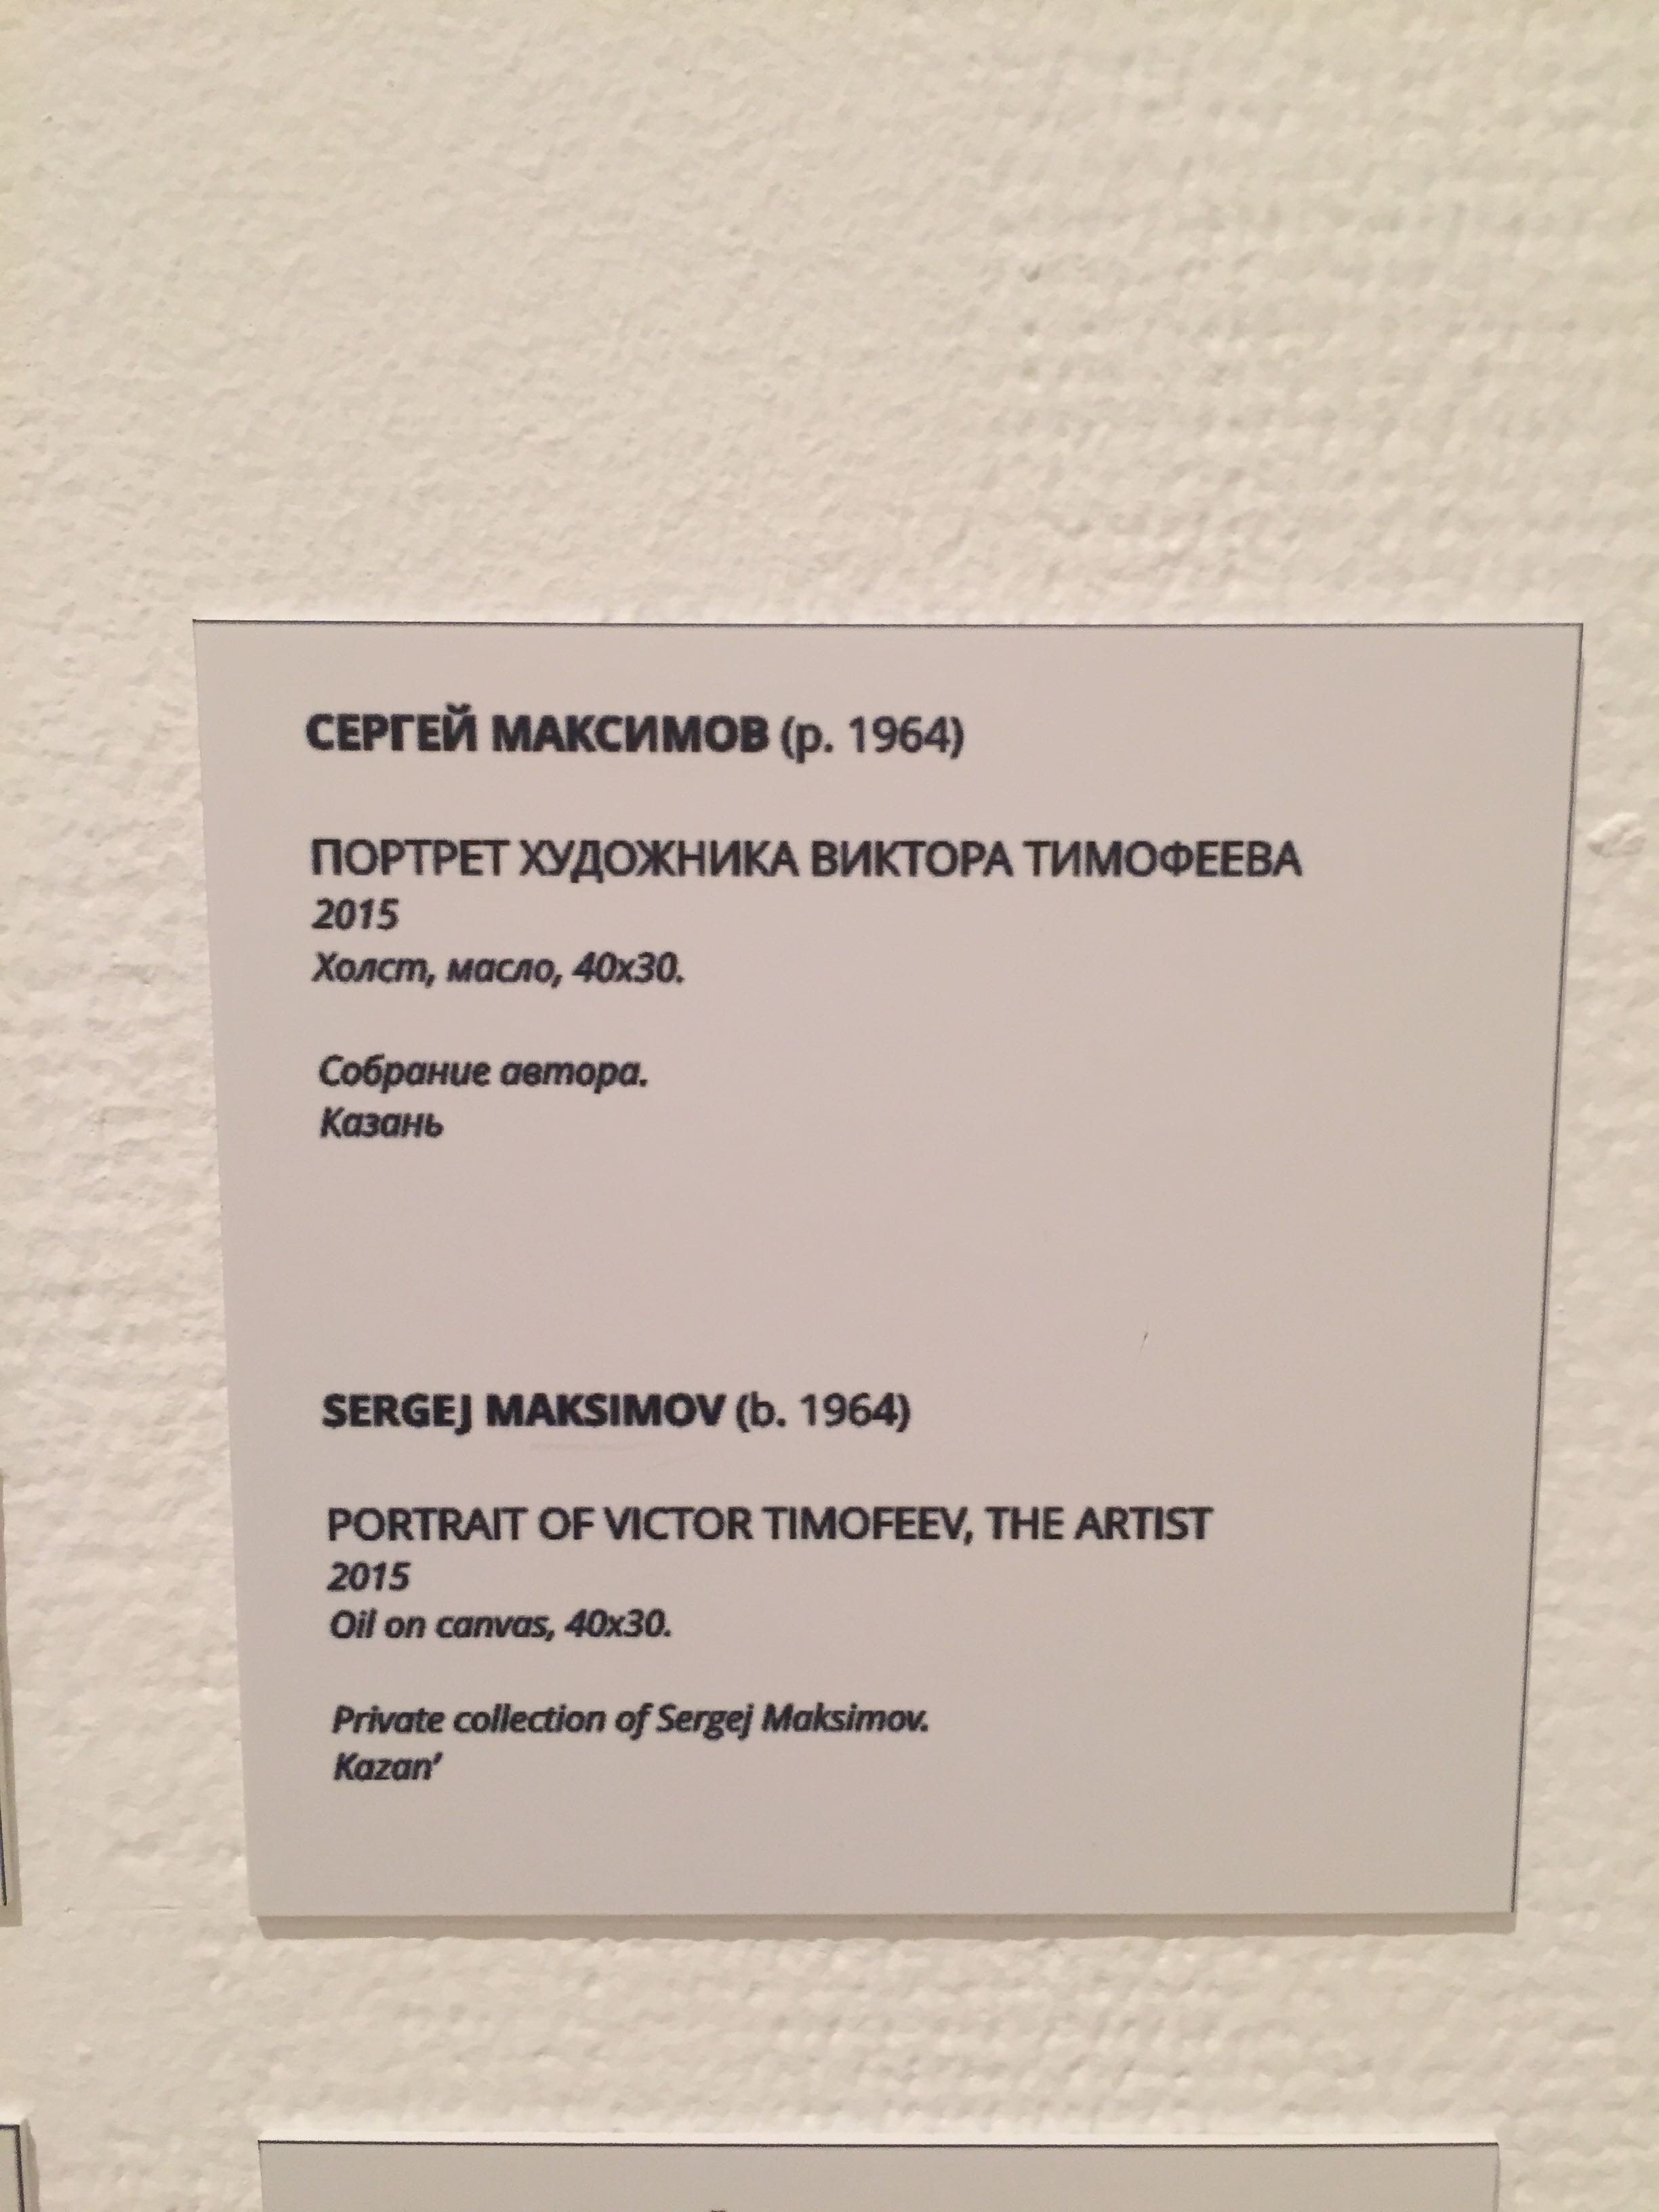 СЕРГЕЙ МАКСИМОВ (р. 1964)
ПОРТРЕТ ХУДОЖНИКА ВИКТОРА ТИМОФЕЕВА
2015
Холст, масло, 40х30.
Собрание автора.
Казань
SERGEJ MAKSIMOV (b. 1964)
PORTRAIT OF VICTOR TIMOFEEV, THE ARTIST
2015
Oil on canvas, 40x30.
Private collection of Sergej Maksimov.
Kazan’